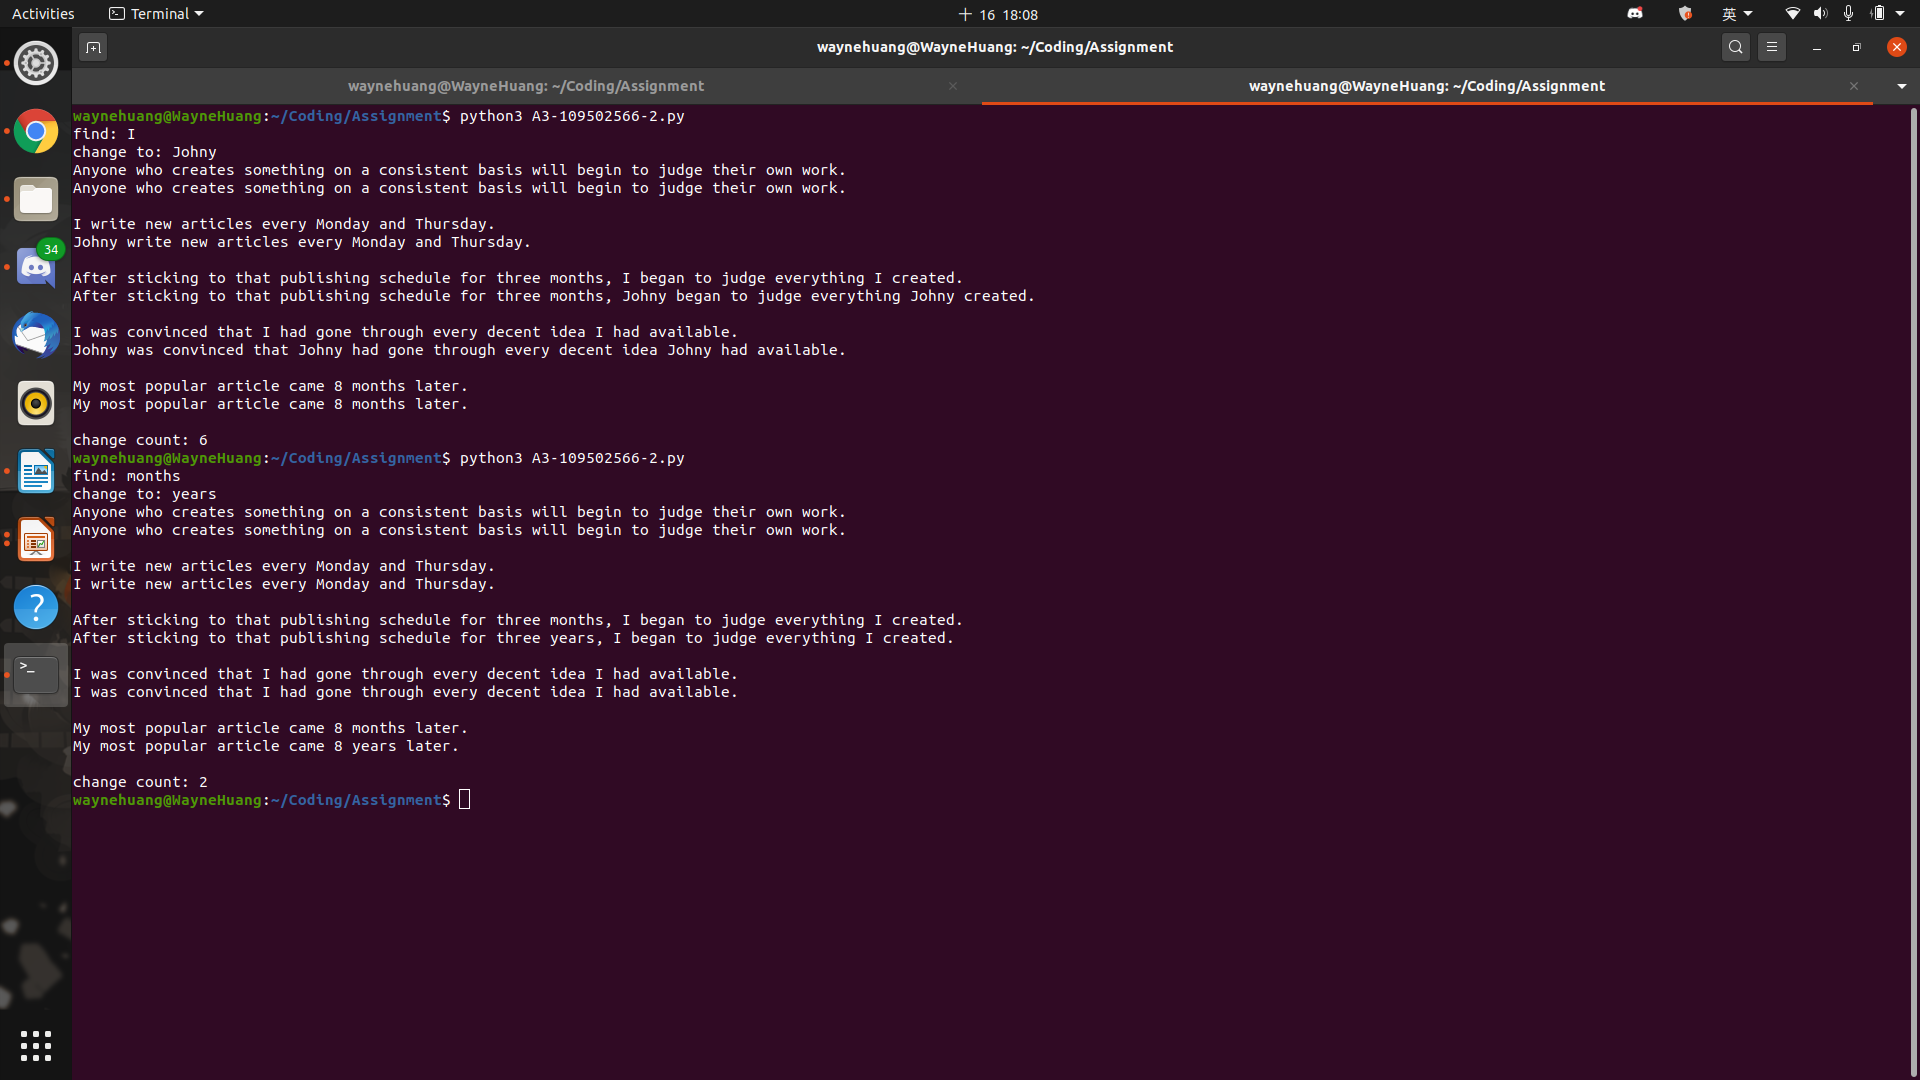 Activities
Terminal
十 16 18:08
英
waynehuang@WayneHuang: ~/Coding/Assignment
waynehuang@WayneHuang: ~/Coding/Assignment
waynehuang@WayneHuang: ~/Coding/Assignment
34
waynehuang@WayneHuang:~/Coding/Assignment$ python3 A3-109502566-2.py
find: I
change to: Johny
Anyone who creates something on a consistent basis will begin to judge their own work.
Anyone who creates something on a consistent basis will begin to judge their own work.
I write new articles every Monday and Thursday.
Johny write new articles every Monday and Thursday.
After sticking to that publishing schedule for three months, I began to judge everything I created.
After sticking to that publishing schedule for three months, Johny began to judge everything Johny created.
I was convinced that I had gone through every decent idea I had available.
Johny was convinced that Johny had gone through every decent idea Johny had available.
My most popular article came 8 months later.
My most popular article came 8 months later.
change count: 6
waynehuang@WayneHuang:~/Coding/Assignment$ python3 A3-109502566-2.py
find: months
change to: years
Anyone who creates something on a consistent basis will begin to judge their own work.
Anyone who creates something on a consistent basis will begin to judge their own work.
I write new articles every Monday and Thursday.
I write new articles every Monday and Thursday.
After sticking to that publishing schedule for three months, I began to judge everything I created.
After sticking to that publishing schedule for three years, I began to judge everything I created.
I was convinced that I had gone through every decent idea I had available.
I was convinced that I had gone through every decent idea I had available.
My most popular article came 8 months later.
My most popular article came 8 years later.
change count: 2
waynehuang@WayneHuang:~/Coding/Assignment$